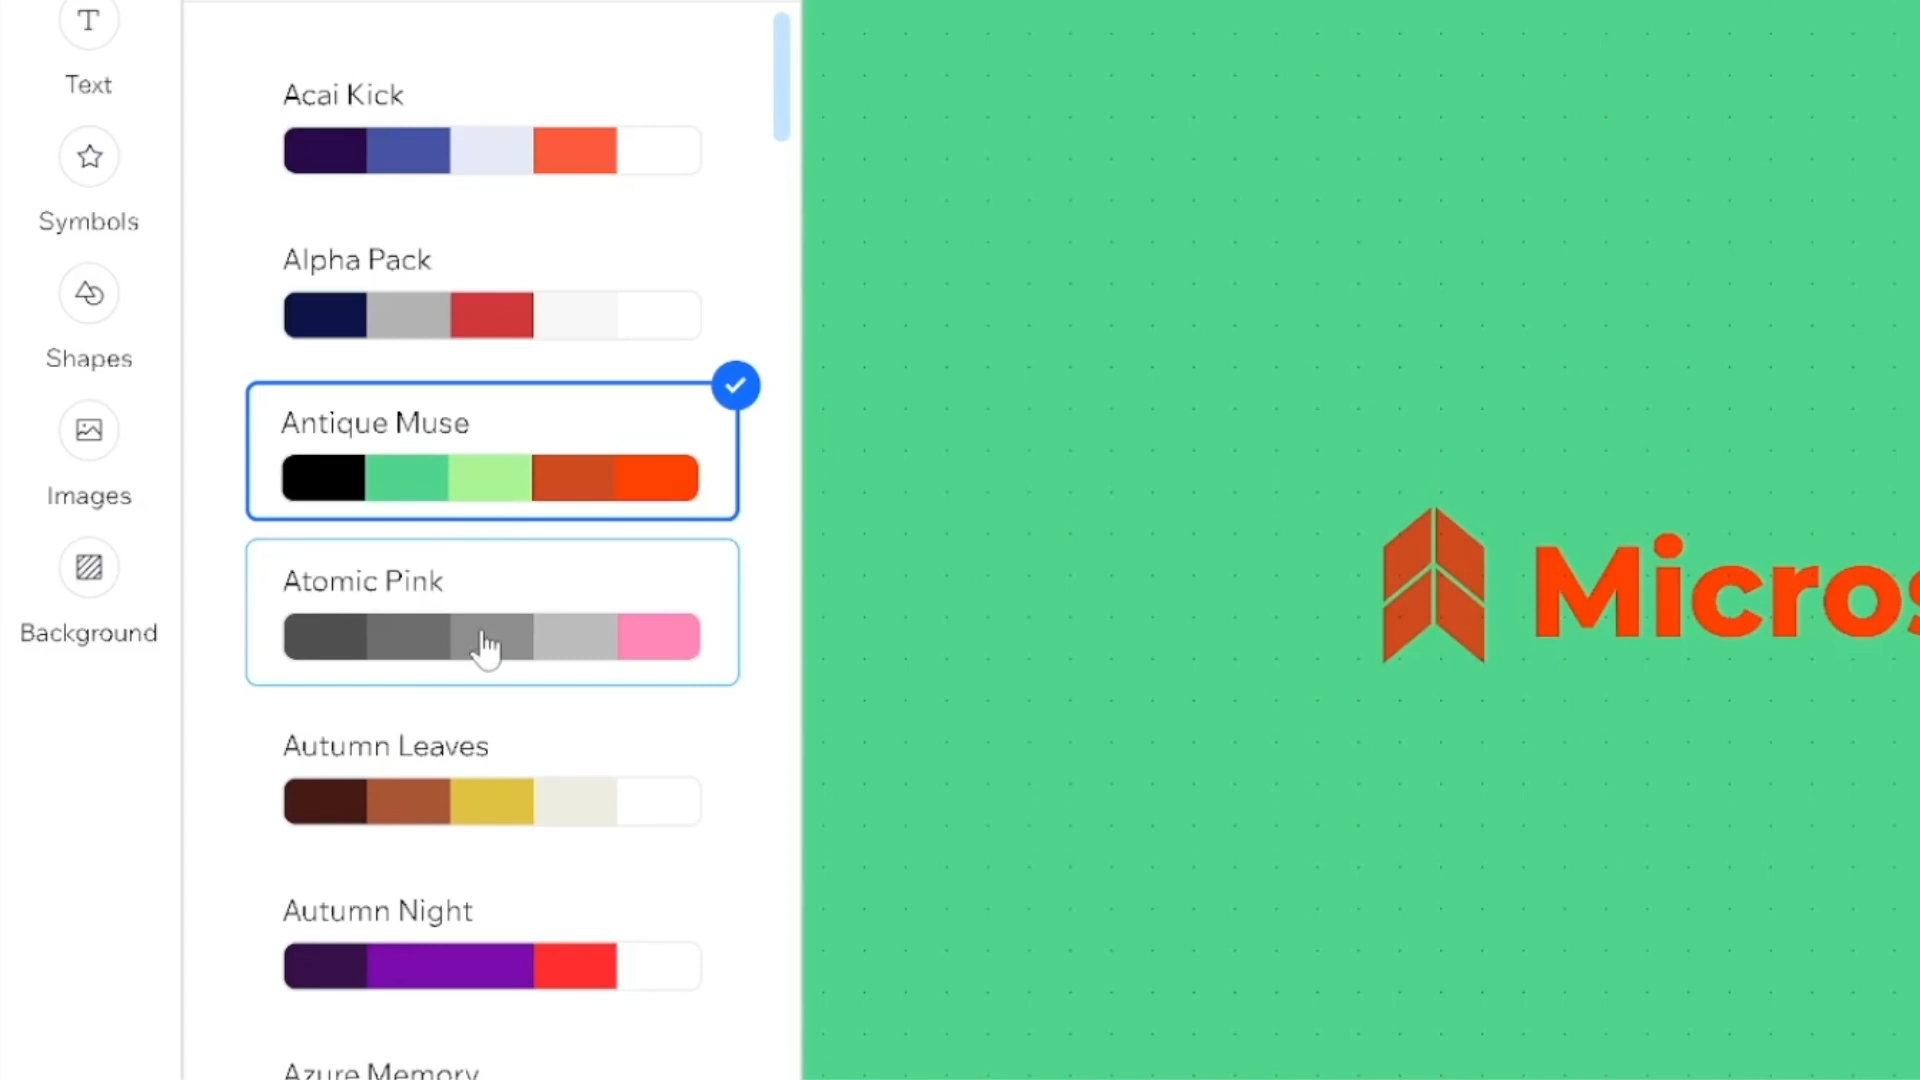 Text
Symbols
Shapes
Images
Background
Acai Kick
Alpha Pack
Antique Muse
Atomic Pink
Autumn Leaves
Autumn Night
Azure Memory
Micros